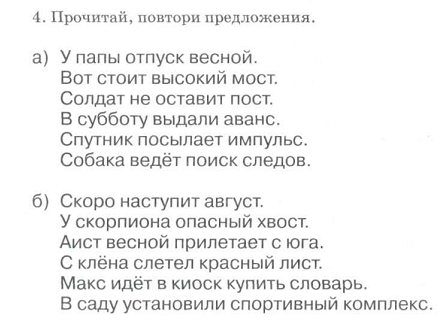 4. Прочитай, повтори предложения.
а) У папы отпуск весной.
Вот стоит высокий мост.
Солдат не оставит пост.
В субботу выдали аванс.
Спутник посылает импульс.
Собака ведёт поиск следов.
б) Скоро наступит август.
У скорпиона опасный хвост.
Аист весной прилетает с юга.
С клёна слетел красный лист.
Макс идёт в киоск купить словарь.
В саду установили спортивный комплекс.